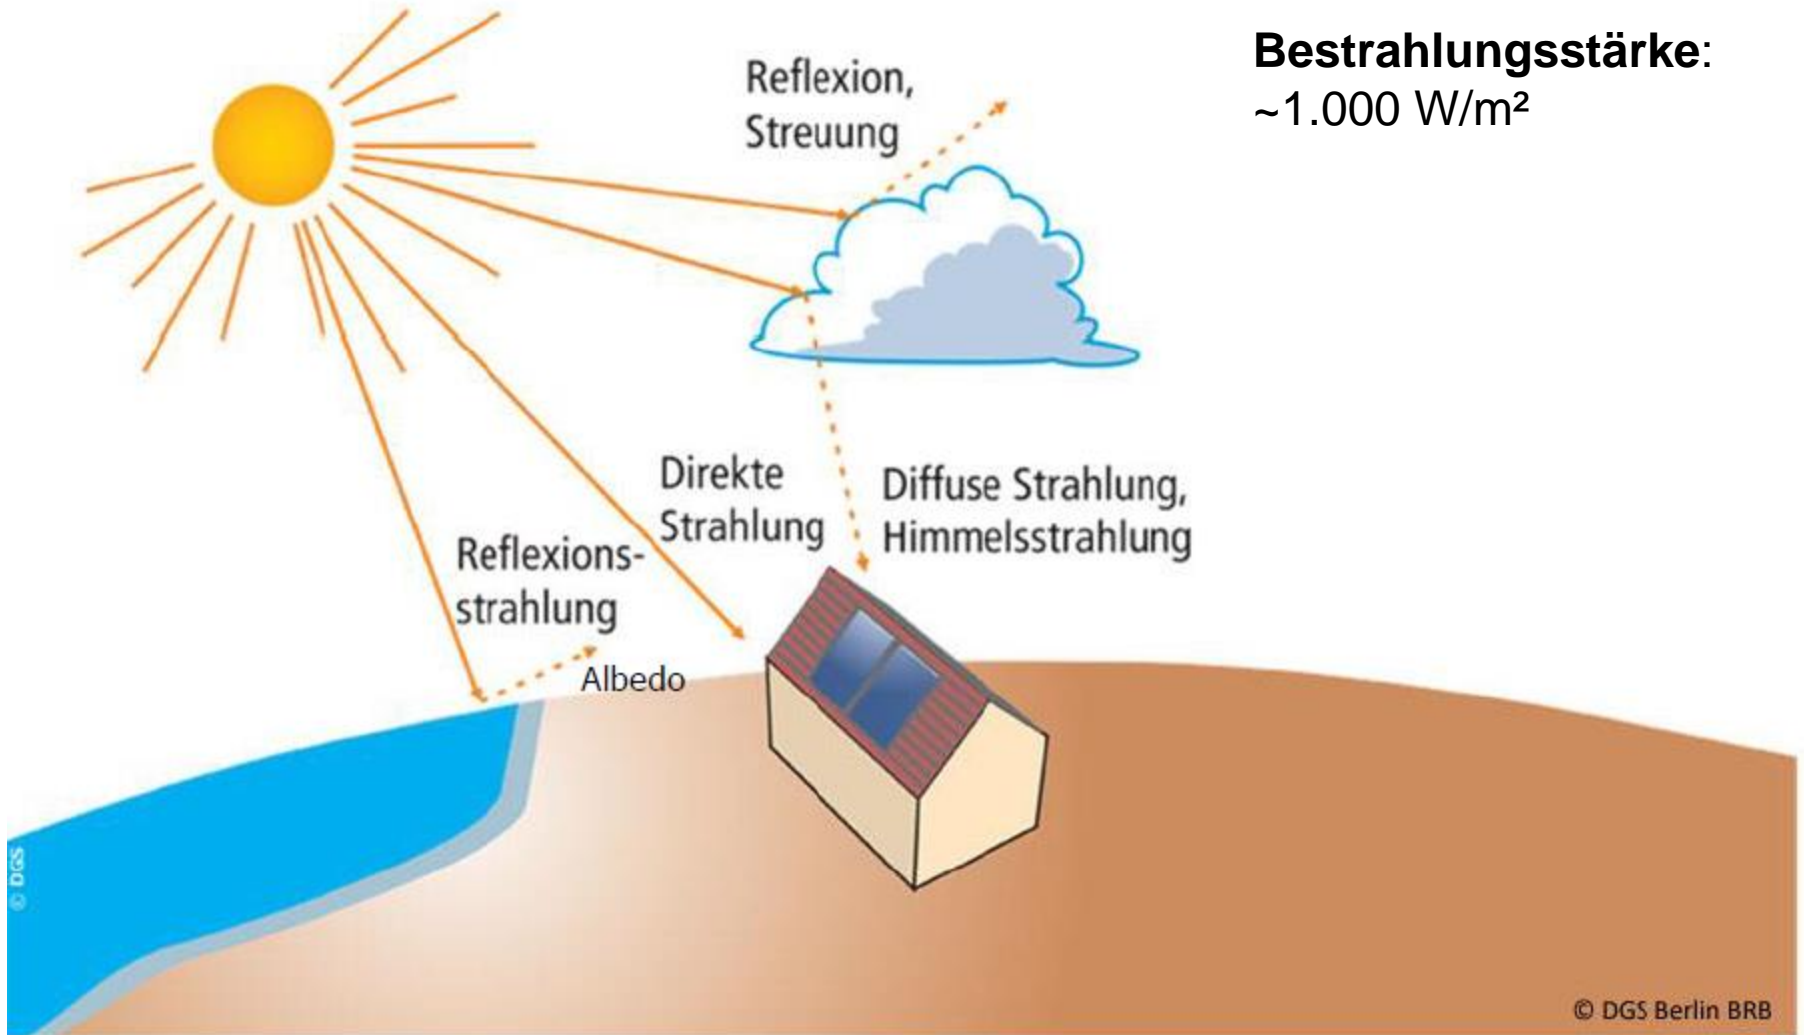 Bestrahlungsstärke:
~1.000 W/m²
Reflexion,
Streuung
Direkte
Strahlung
Diffuse Strahlung,
Himmelsstrahlung
Reflexions-
strahlung
Albedo
© DGS
© DGS Berlin BRB